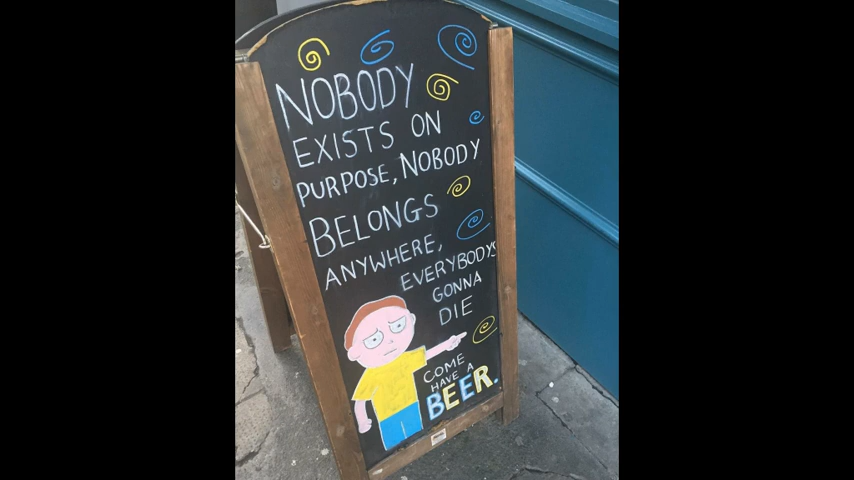 NOBODY
EXISTS ON
PURPOSE, NOBODY
BELONGS
ANYWHERE,
EVERYBODYS
GONNA
DIE
COME
HAVE A
BEER.